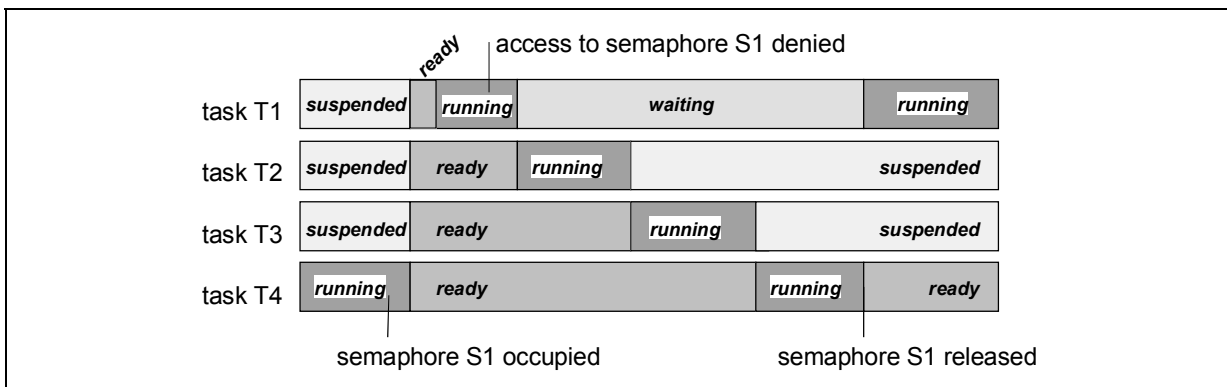 ready
access to semaphore S1 denied
task T1 suspended running waiting running
task T2 suspended ready running suspended
task T3 suspended ready running suspended
task T4 running ready running ready
semaphore S1 occupied semaphore S1 released